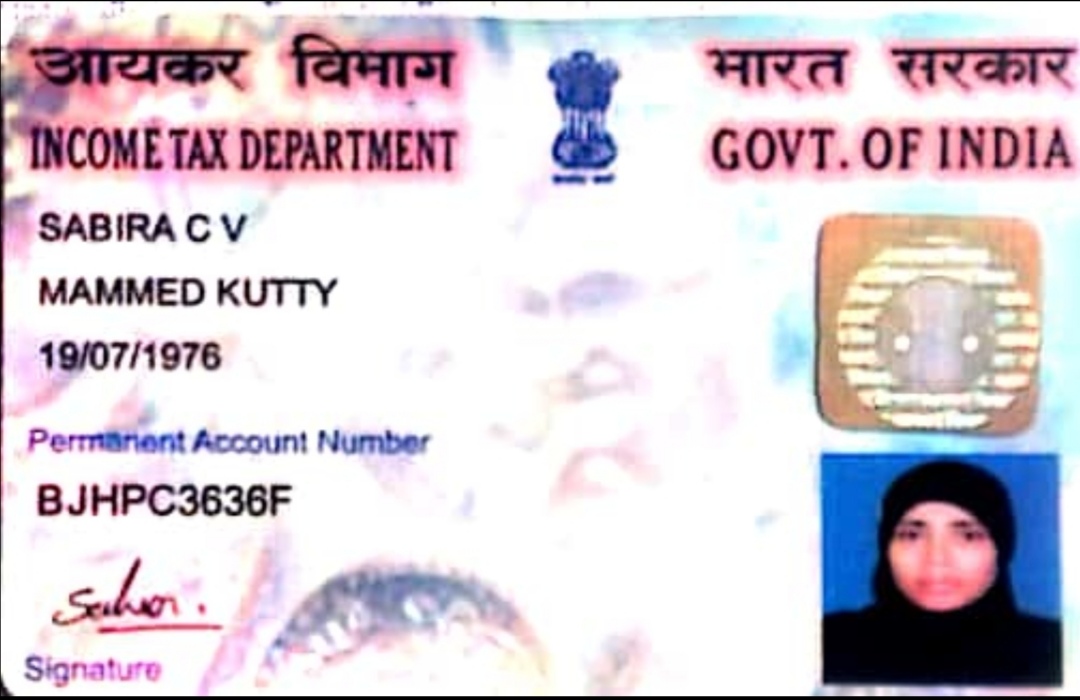 आयकर विभाग
INCOME TAX DEPARTMENT
भारत सरकार
GOVT. OF INDIA
SABIRA C V
MAMMED KUTTY
19/07/1976
Permanent Account Number
BJHPC3636F
Signature